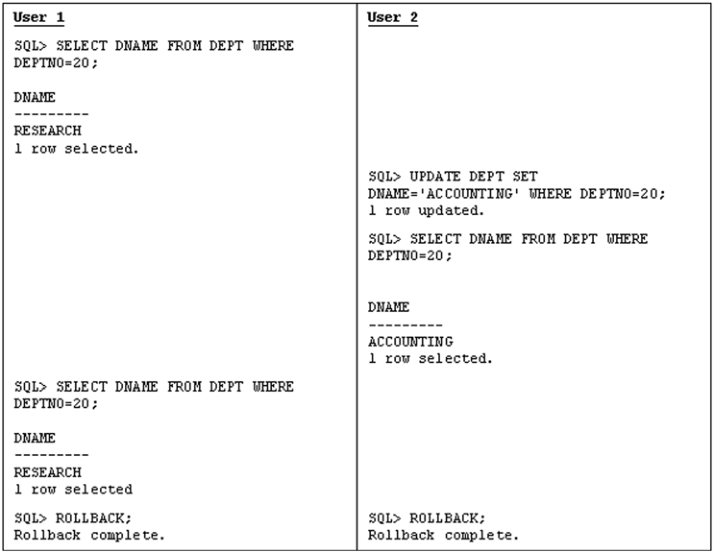 User 1
SQL> SELECT DNAME FROM DEPT WHERE
DEPTNO=20;
DNAME
---------
RESEARCH
1 row selected.
User 2
SQL> UPDATE DEPT SET
DNAME='ACCOUNTING' WHERE DEPTNO=20;
1 row updated.
SQL> SELECT DNAME FROM DEPT WHERE
DEPTNO=20;
DNAME
---------
ACCOUNTING
1 row selected.
SQL> SELECT DNAME FROM DEPT WHERE
DEPTNO=20;
DNAME
---------
RESEARCH
1 row selected
SQL> ROLLBACK;
Rollback complete.
SQL> ROLLBACK;
Rollback complete.